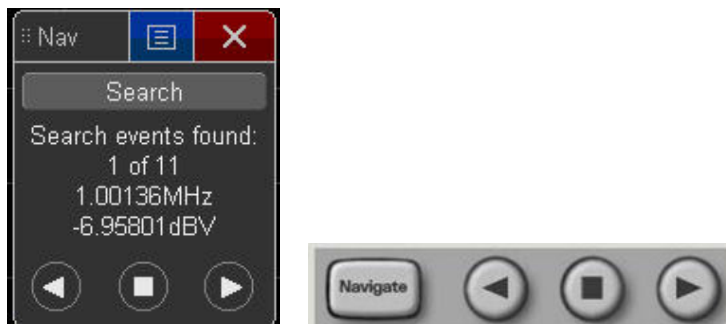 Nav
Search
Search events found:
1 of 11
1.00136MHz
-6.95801dBV
Navigate